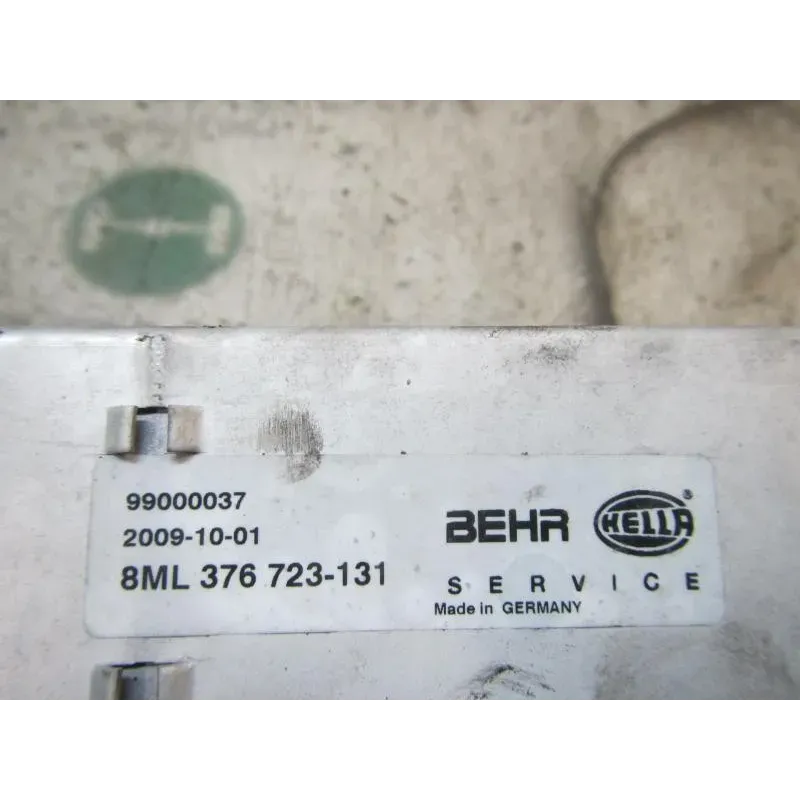 99000037
2009-10-01
8ML 376 723-131
BEHR HELLA®
SERVICE
Made in GERMANY